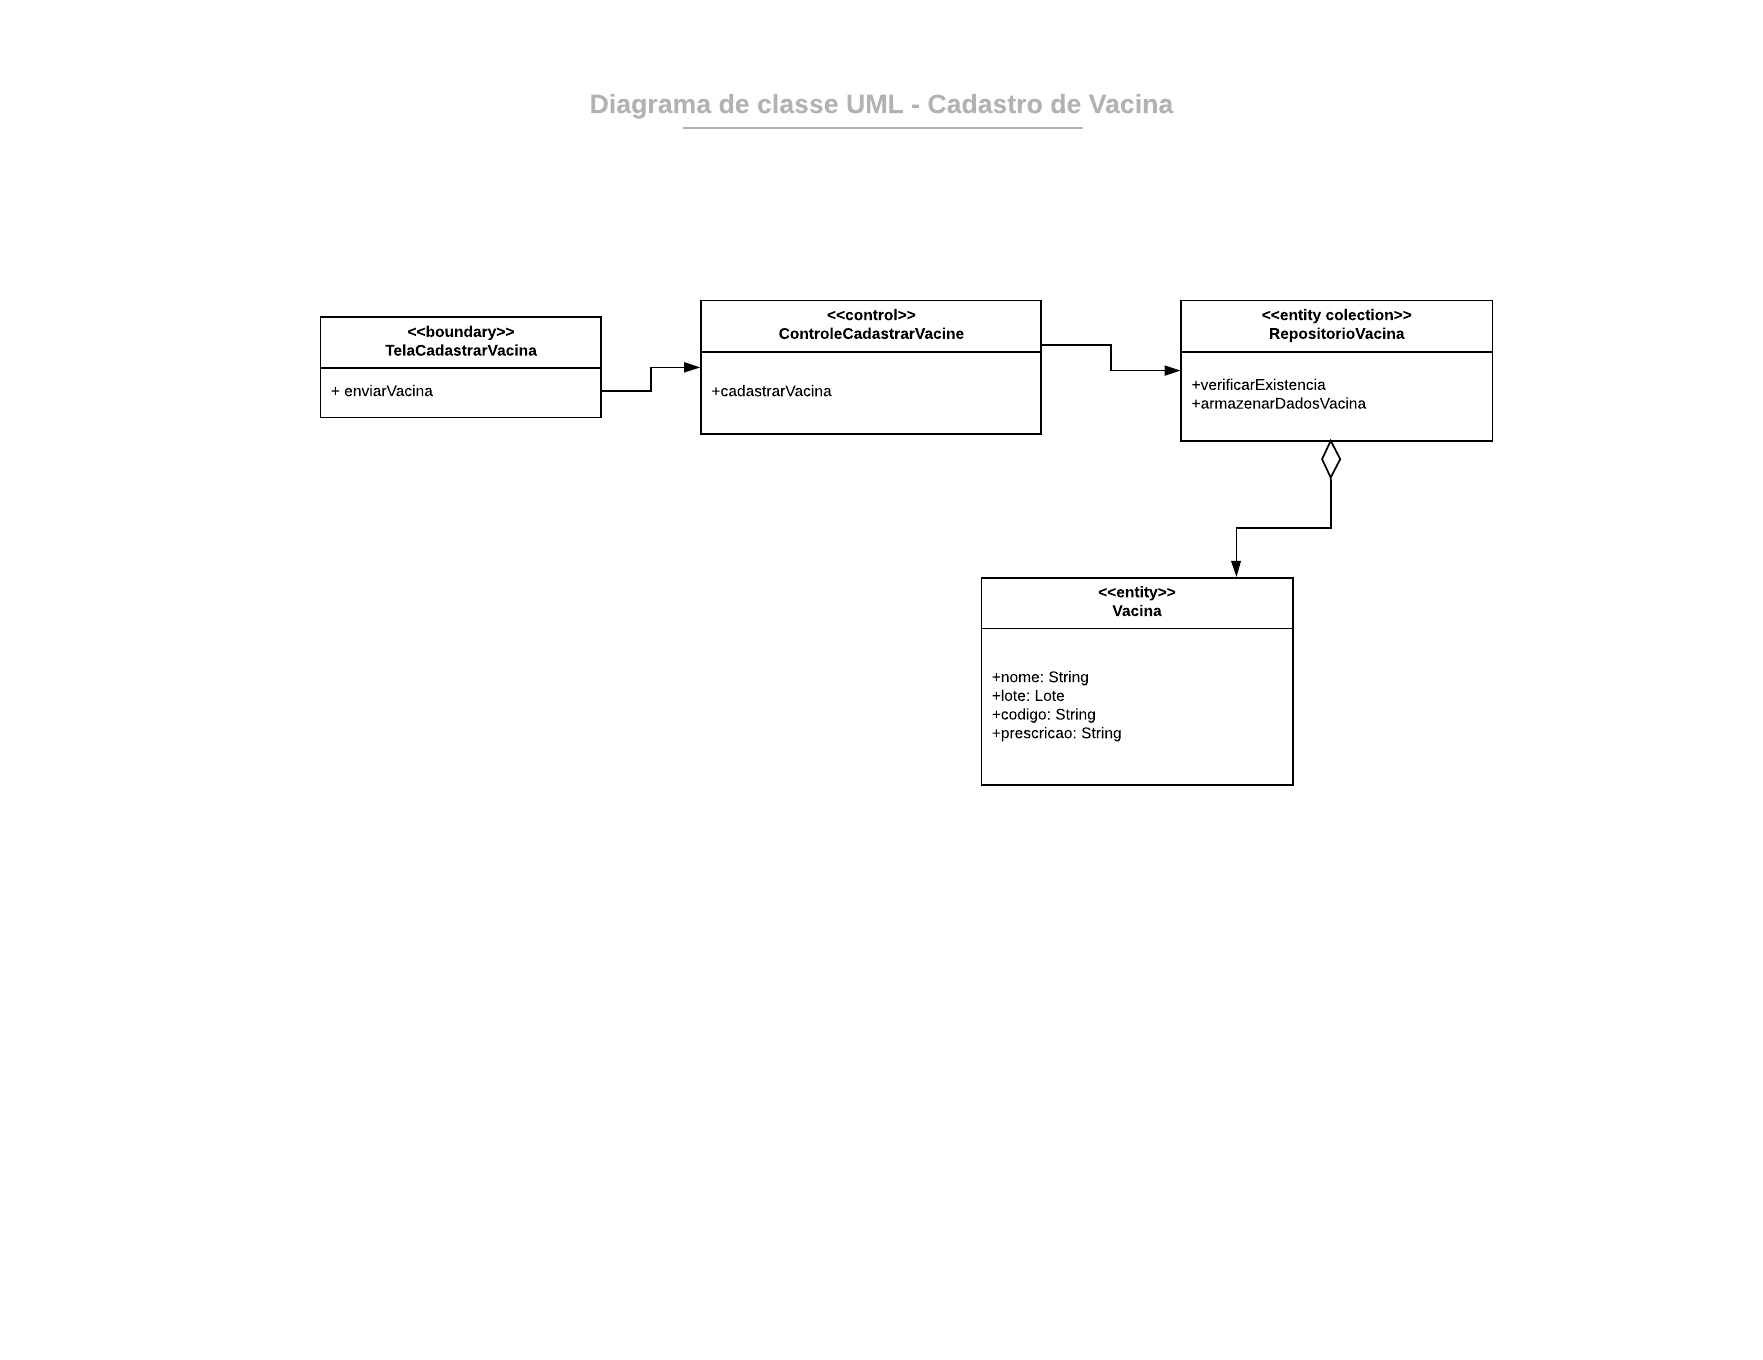 Diagrama de classe UML - Cadastro de Vacina
<<boundary>>
TelaCadastrarVacina
+ enviarVacina
<<control>>
ControleCadastrarVacine
+cadastrarVacina
<<entity colection>>
RepositorioVacina
+verificarExistencia
+armazenarDadosVacina
<<entity>>
Vacina
+nome: String
+lote: Lote
+codigo: String
+prescricao: String